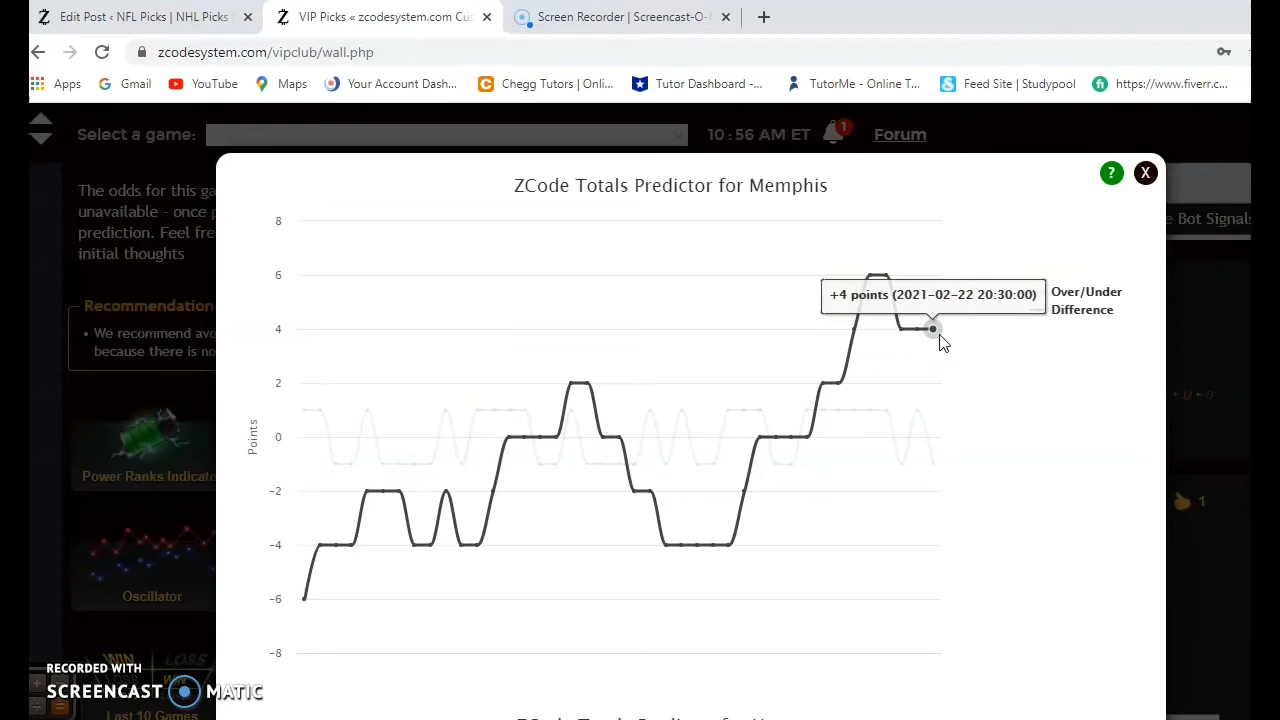 Edit Post ‹ NFL Picks | NHL Picks
VIP Picks « zcodesystem.com Cus
Screen Recorder | Screencast-O-
zcodesystem.com/vipclub/wall.php
Apps
Gmail
YouTube
Maps
Your Account Dash...
Chegg Tutors | Onli...
Tutor Dashboard -...
TutorMe - Online T...
Feed Site | Studypool
https://www.fiverr.c...
Select a game:
10:56 AM ET
1
Forum
The odds for this ga
unavailable - once p
prediction. Feel fre
initial thoughts
Recommendation
• We recommend avo
because there is no
Power Ranks Indicato
Oscillator
WIN LOSS
Last 10 Games
e Bot Signals
1
ZCode Totals Predictor for Memphis
?
X
8
6
4
2
0
−2
−4
−6
−8
Points
+4 points (2021-02-22 20:30:00)
Over/Under
Difference
RECORDED WITH
SCREENCAST MATIC